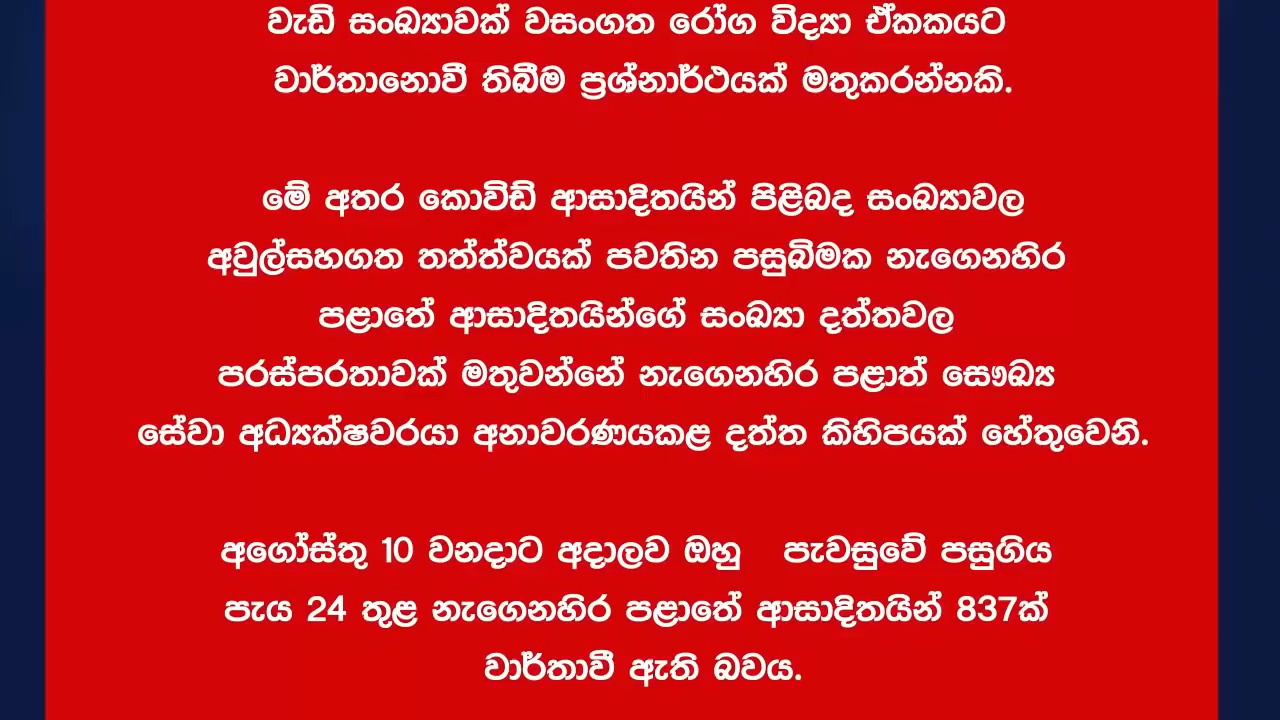 වැඩි සංඛ්‍යාවක් වසංගත රෝග විද්‍යා ඒකකයට
වාර්තානොවී තිබීම ප්‍රශ්නාර්ථයක් මතුකරන්නකි.
මේ අතර කොවිඩ් ආසාදිතයින් පිළිබද සංඛ්‍යාවල
අවුල්සහගත තත්ත්වයක් පවතින පසුබිමක නැගෙනහිර
පළාතේ ආසාදිතයින්ගේ සංඛ්‍යා දත්තවල
පරස්පරතාවක් මතුවන්නේ නැගෙනහිර පළාත් සෞඛ්‍ය
සේවා අධ්‍යක්ෂවරයා අනාවරණයකළ දත්ත කිහිපයක් හේතුවෙනි.
අගෝස්තු 10 වනදාට අදාලව ඔහු පැවසුවේ පසුගිය
පැය 24 තුළ නැගෙනහිර පළාතේ ආසාදිතයින් 837ක්
වාර්තාවී ඇති බවය.